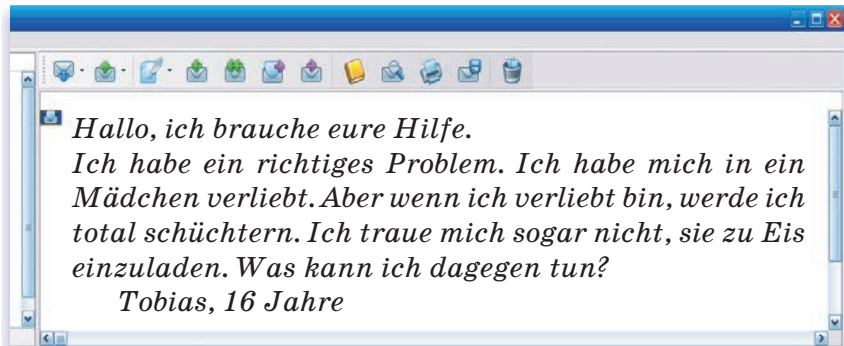 Hallo, ich brauche eure Hilfe.
Ich habe ein richtiges Problem. Ich habe mich in ein
Mädchen verliebt. Aber wenn ich verliebt bin, werde ich
total schüchtern. Ich traue mich sogar nicht, sie zu Eis
einzuladen. Was kann ich dagegen tun?
Tobias, 16 Jahre